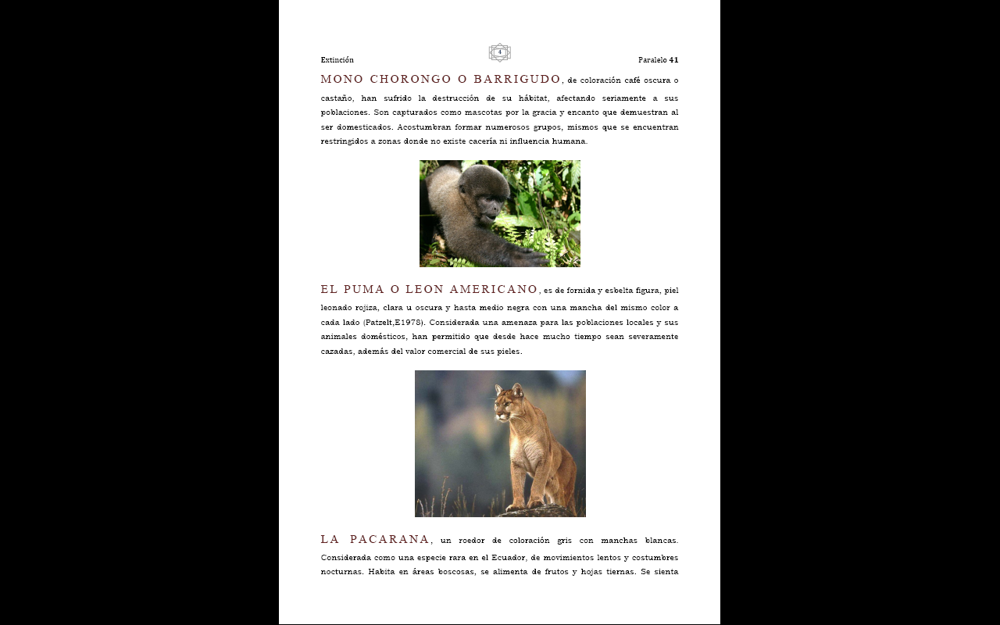 4
Extinción Paralelo 41
MONO CHORONGO O BARRIGUDO, de coloración café oscura o
castaño, han sufrido la destrucción de su hábitat, afectando seriamente a sus
poblaciones. Son capturados como mascotas por la gracia y encanto que demuestran al
ser domesticados. Acostumbran formar numerosos grupos, mismos que se encuentran
restringidos a zonas donde no existe cacería ni influencia humana.
EL PUMA O LEON AMERICANO, es de fornida y esbelta figura, piel
leonado rojiza, clara u oscura y hasta medio negra con una mancha del mismo color a
cada lado (Patzelt,E1978). Considerada una amenaza para las poblaciones locales y sus
animales domésticos, han permitido que desde hace mucho tiempo sean severamente
cazadas, además del valor comercial de sus pieles.
LA PACARANA, un roedor de coloración gris con manchas blancas.
Considerada como una especie rara en el Ecuador, de movimientos lentos y costumbres
nocturnas. Habita en áreas boscosas, se alimenta de frutos y hojas tiernas. Se sienta